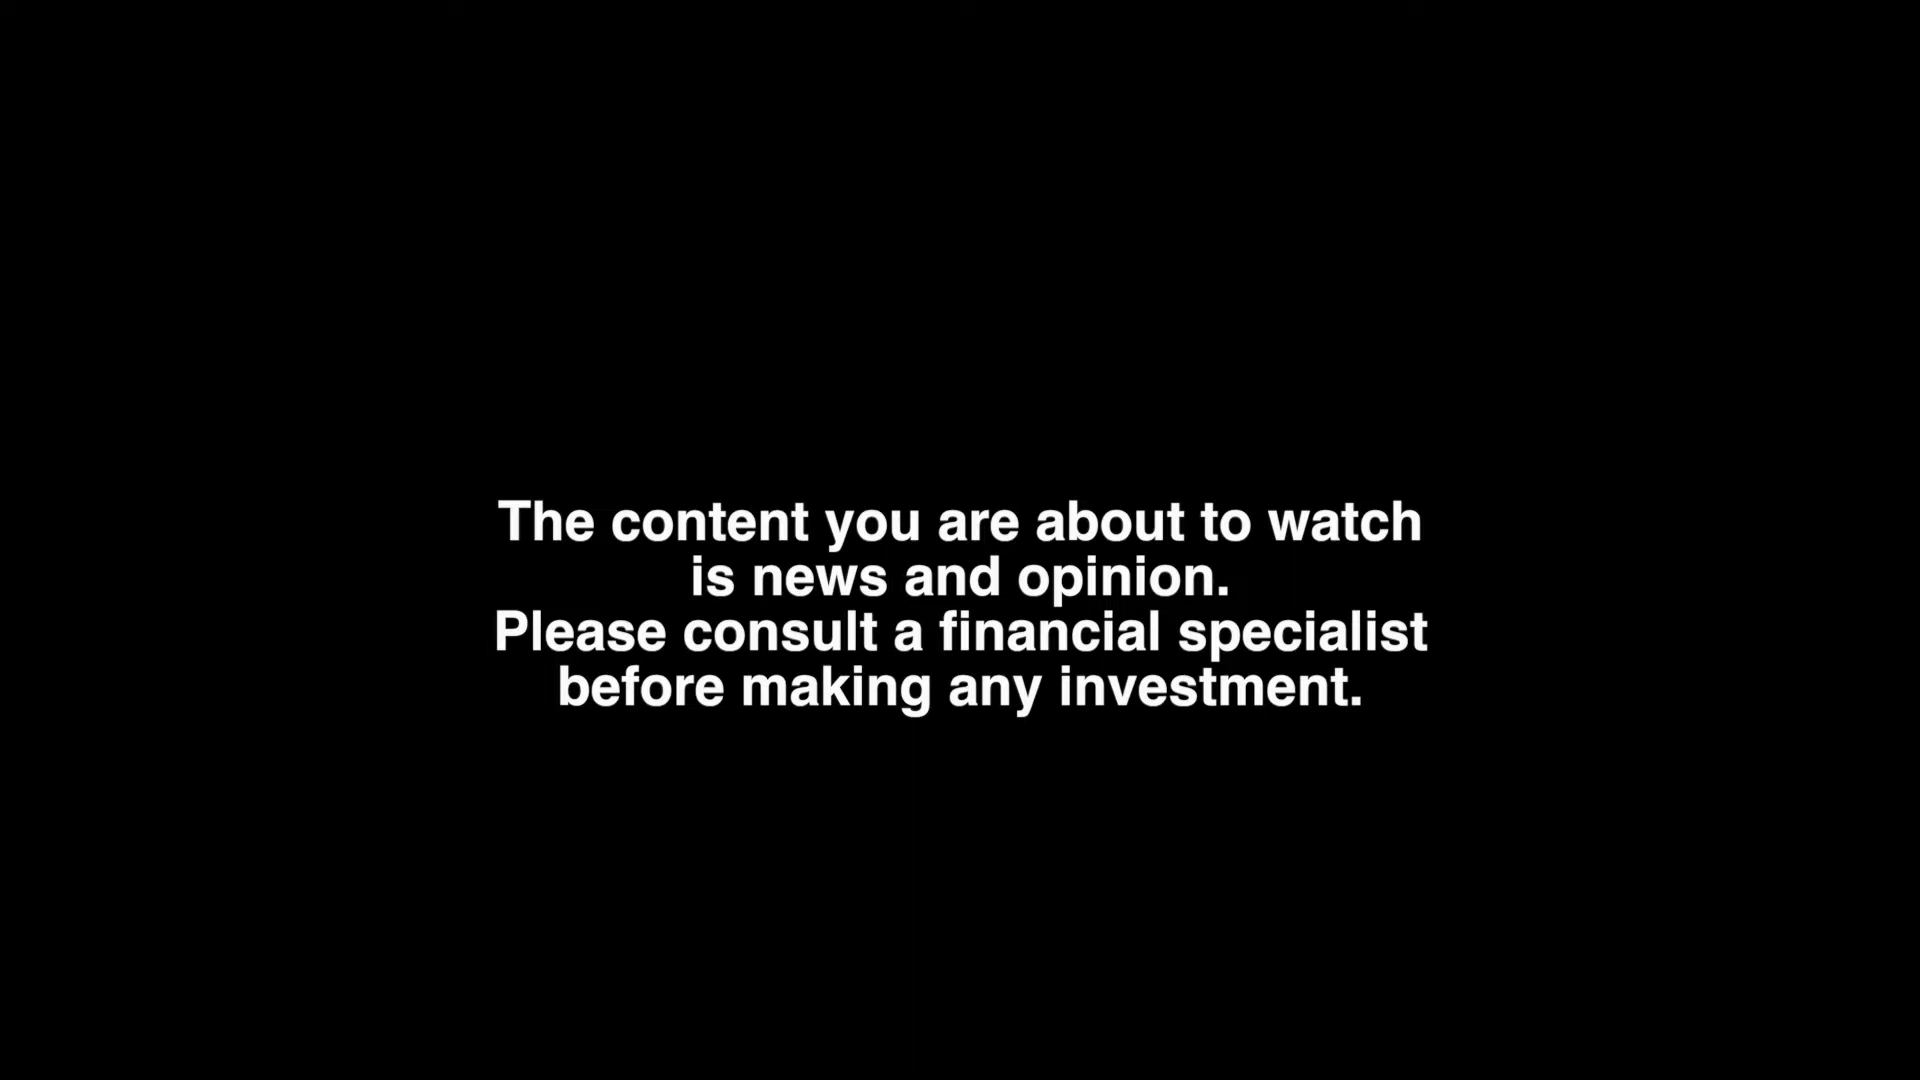 The content you are about to watch
is news and opinion.
Please consult a financial specialist
before making any investment.